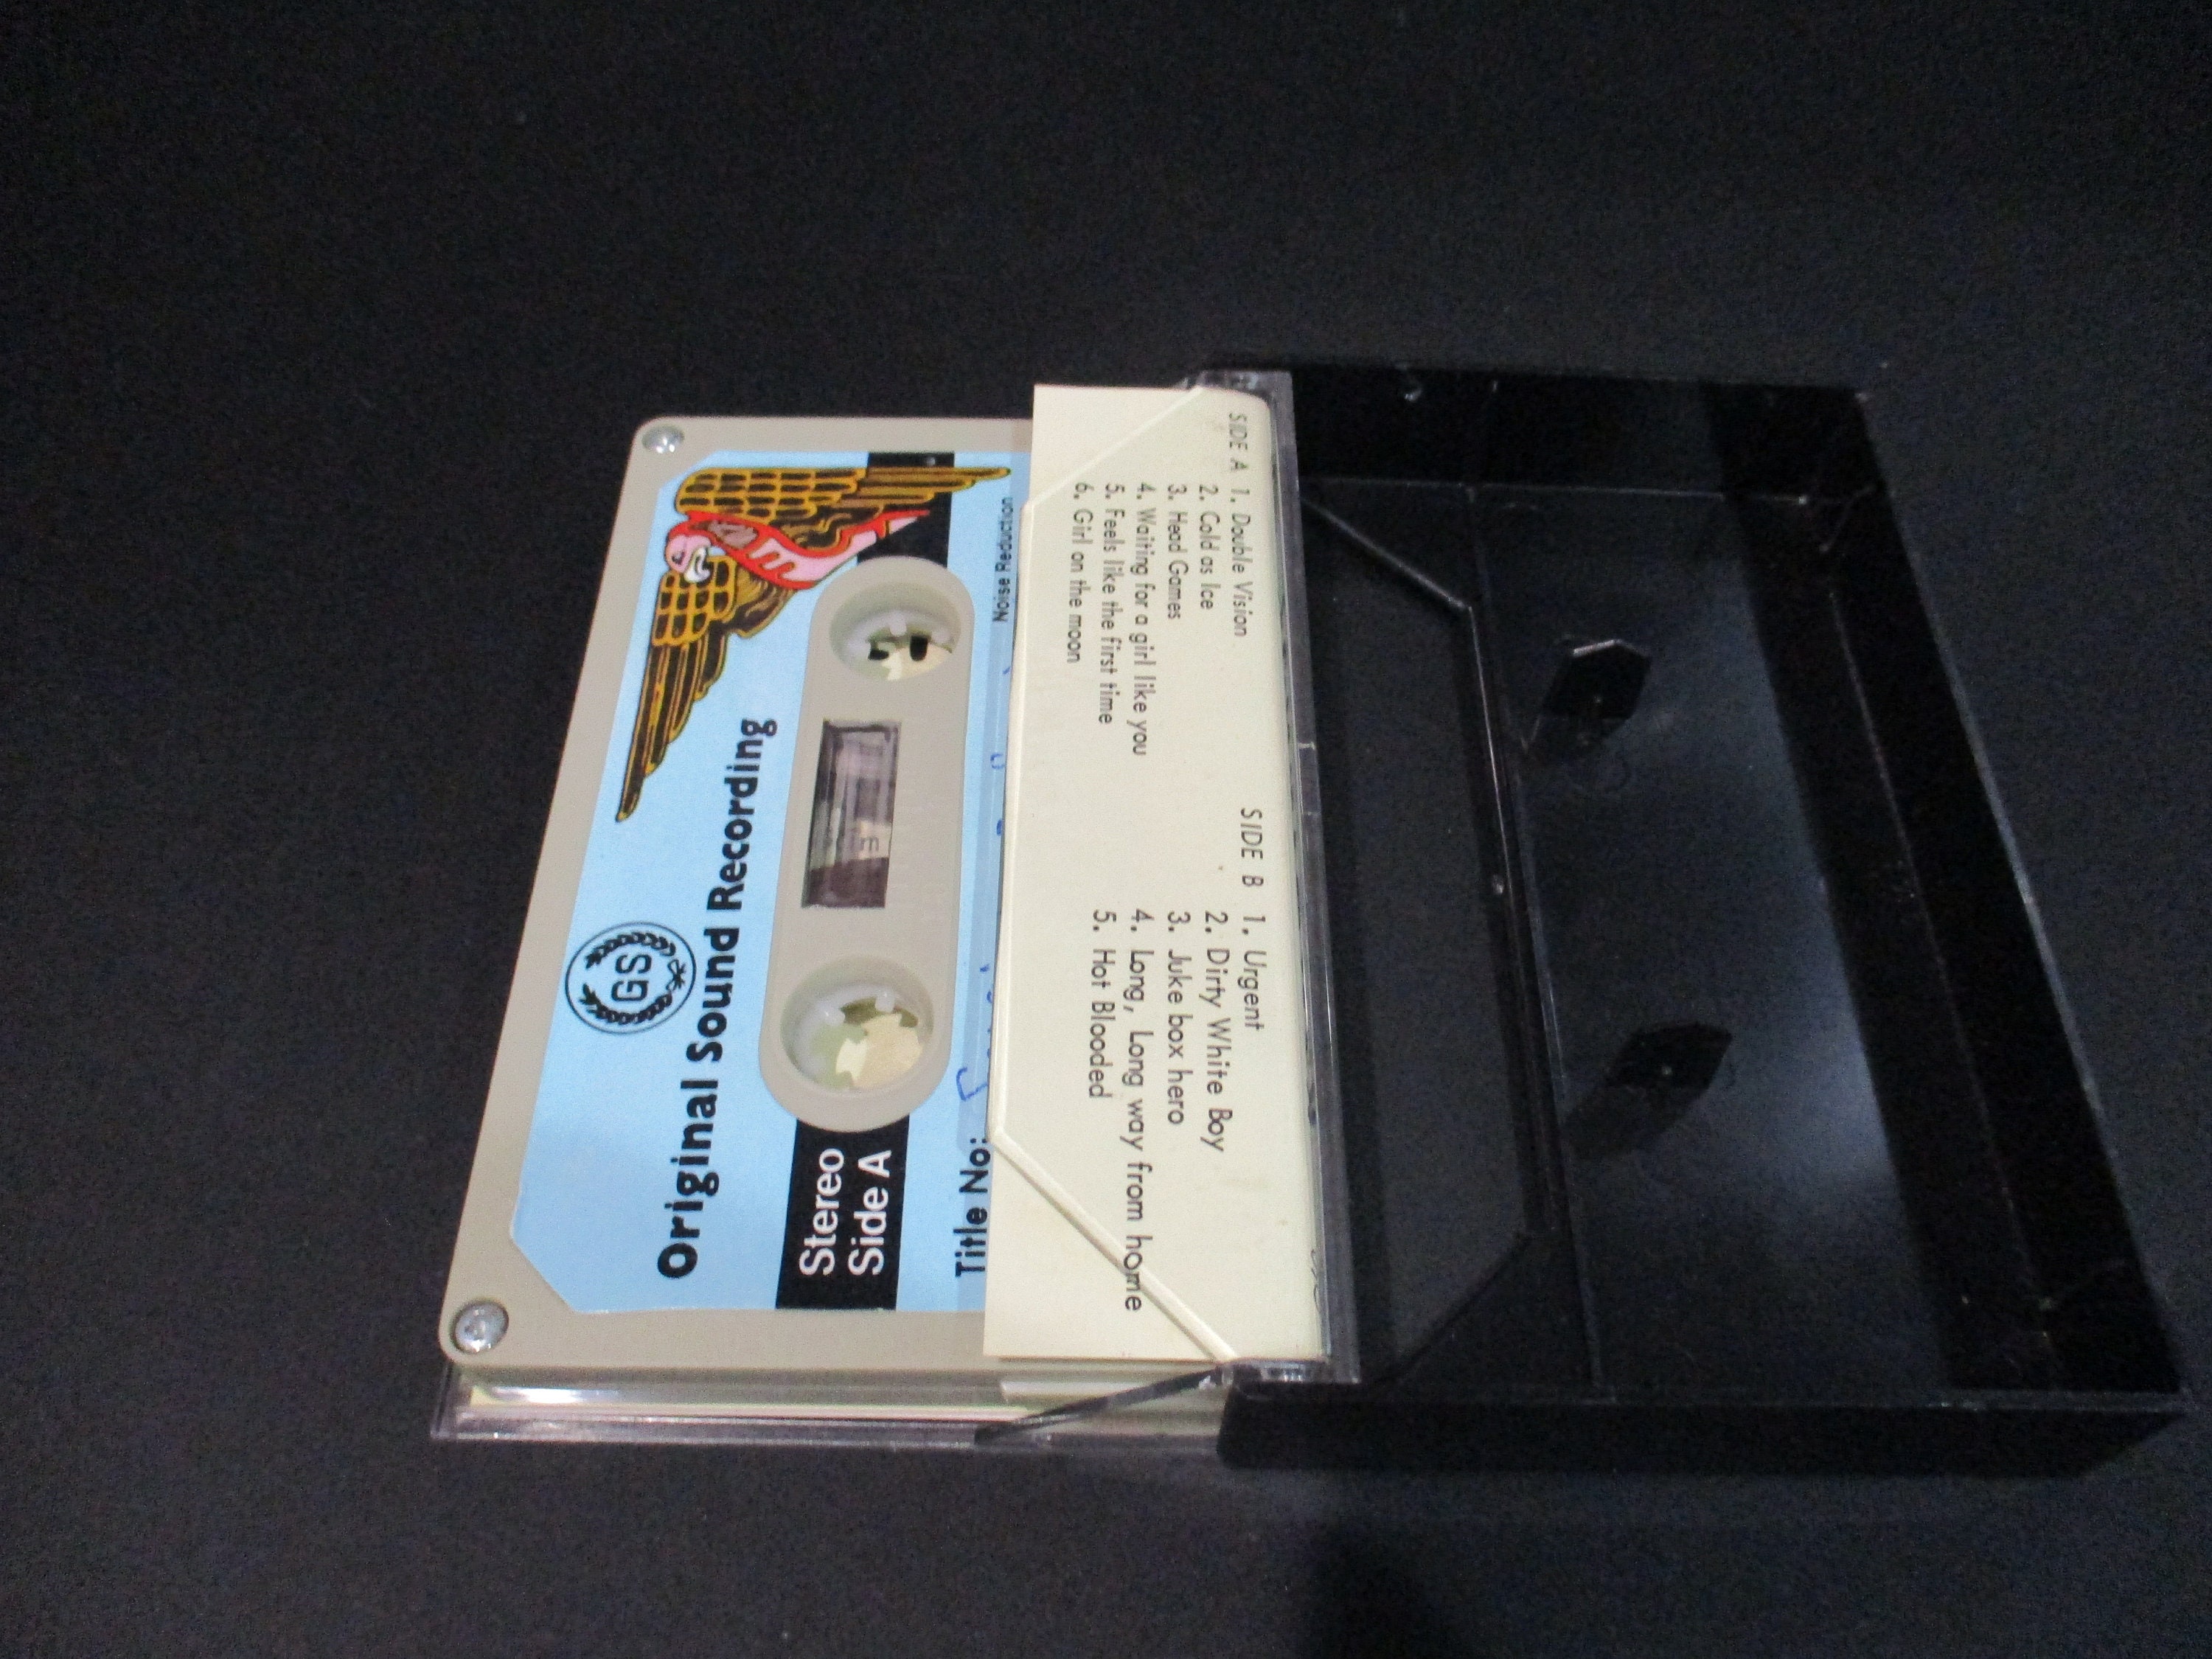 SIDE A 1. Double Vision
2. Cold as Ice
3. Head Games
4. Waiting for a girl like you
5. Feels like the first time
6. Girl on the moon
SIDE B 1. Urgent
2. Dirty White Boy
3. Juke box hero
4. Long, Long way from home
5. Hot Blooded
GS
Original Sound Recording
Stereo
Side A
Noise Reduction
Title No: